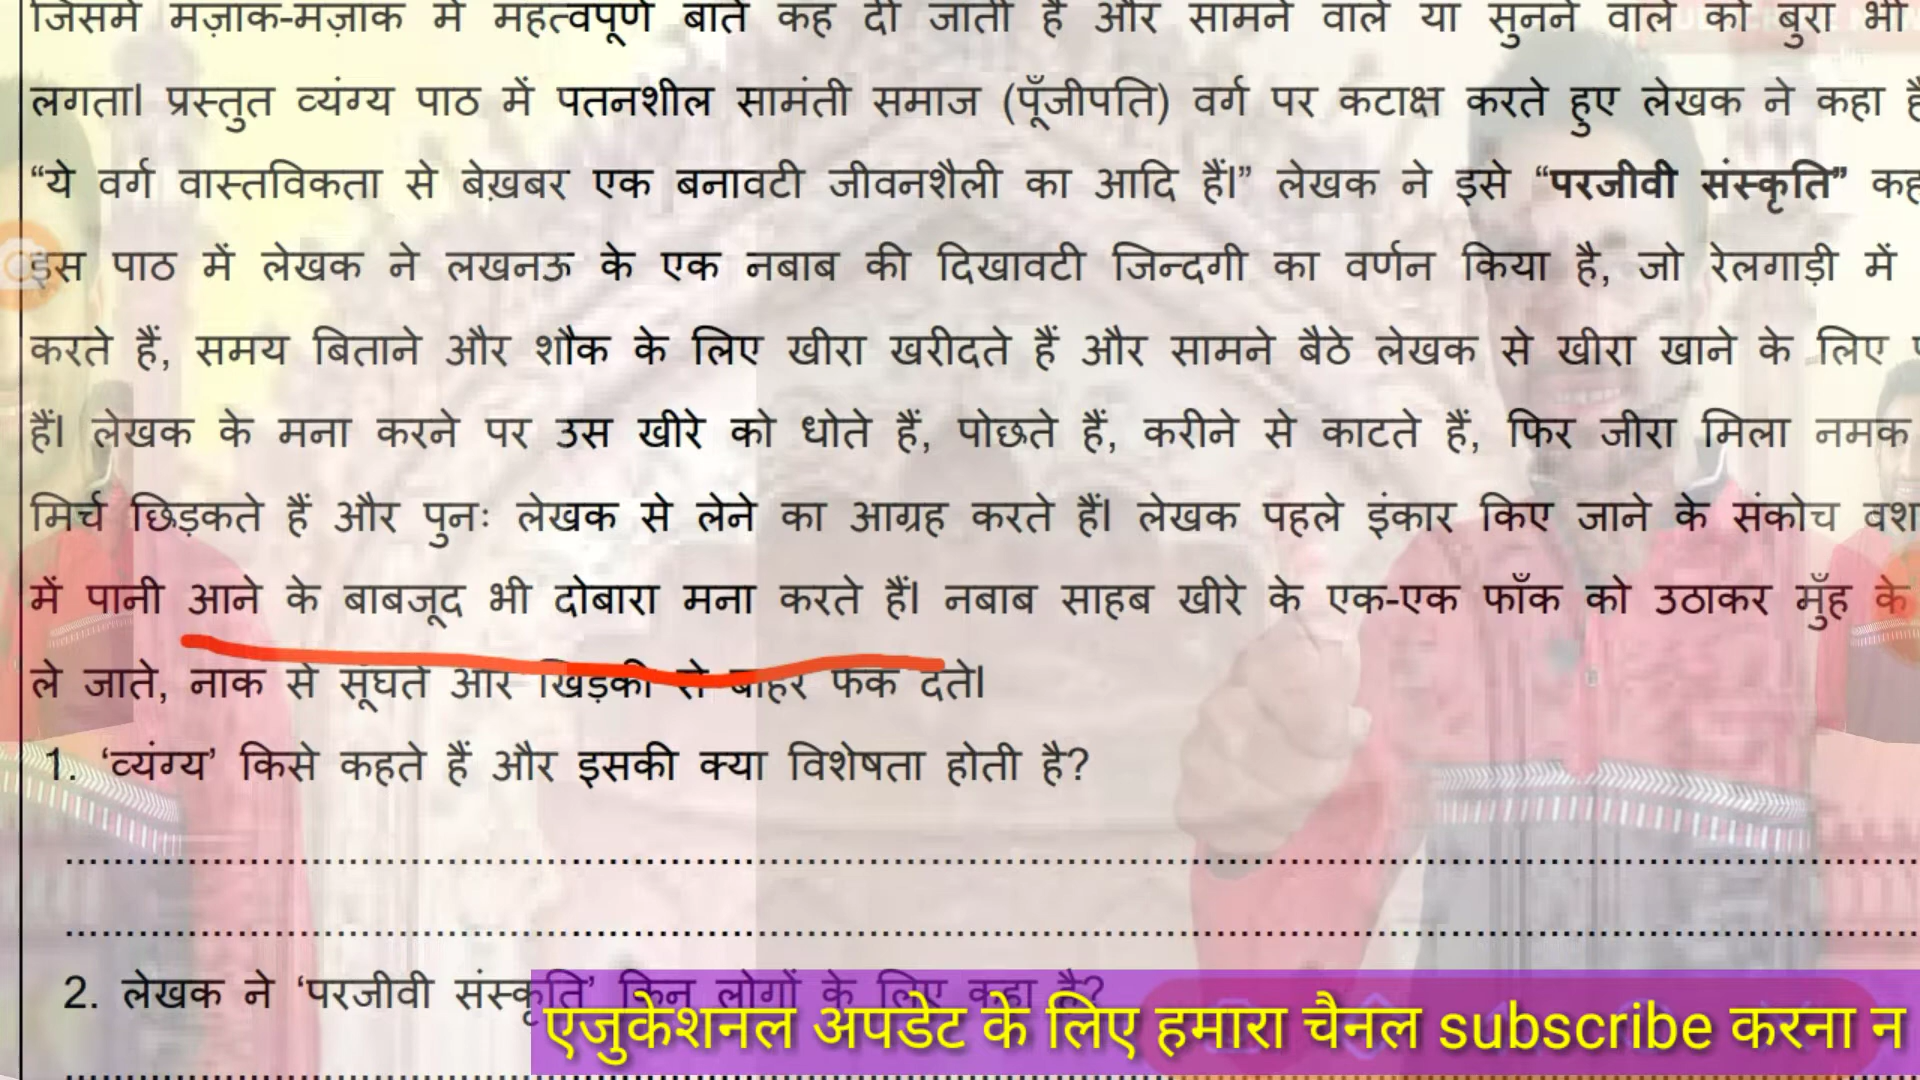 जिसमें मज़ाक-मज़ाक में महत्वपूर्ण बातें कह दी जाती है और सामने वाले या सुनने वाले को बुरा भी
लगता। प्रस्तुत व्यंग्य पाठ में पतनशील सामंती समाज (पूँजीपति) वर्ग पर कटाक्ष करते हुए लेखक ने कहा है
“ये वर्ग वास्तविकता से बेख़बर एक बनावटी जीवनशैली का आदि हैं।” लेखक ने इसे “परजीवी संस्कृति” कह
इस पाठ में लेखक ने लखनऊ के एक नबाब की दिखावटी जिन्दगी का वर्णन किया है, जो रेलगाड़ी में
करते हैं, समय बिताने और शौक के लिए खीरा खरीदते हैं और सामने बैठे लेखक से खीरा खाने के लिए
हैं। लेखक के मना करने पर उस खीरे को धोते हैं, पोछते हैं, करीने से काटते हैं, फिर जीरा मिला नमक
मिर्च छिड़कते हैं और पुनः लेखक से लेने का आग्रह करते हैं। लेखक पहले इंकार किए जाने के संकोच वश
में पानी आने के बाबजूद भी दोबारा मना करते हैं। नबाब साहब खीरे के एक-एक फाँक को उठाकर मुँह के
ले जाते, नाक से सूंघते और खिड़की से बाहर फेंक देते।
1. ‘व्यंग्य’ किसे कहते हैं और इसकी क्या विशेषता होती है?
2. लेखक ने ‘परजीवी संस्कृति’ किन लोगों के लिए कहा है?
एजुकेशनल अपडेट के लिए हमारा चैनल subscribe करना न